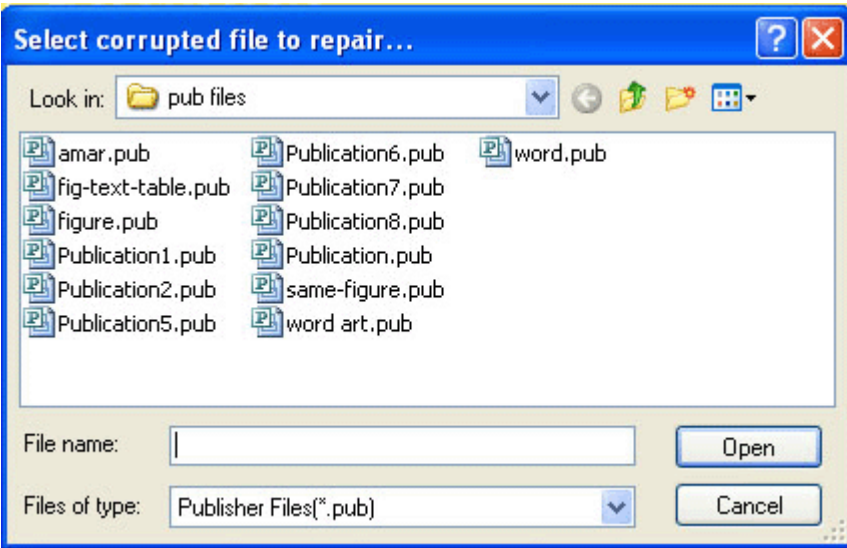 Select corrupted file to repair...
Look in: pub files
amar.pub
fig-text-table.pub
figure.pub
Publication1.pub
Publication2.pub
Publication5.pub
Publication6.pub
Publication7.pub
Publication8.pub
Publication.pub
same-figure.pub
word art.pub
word.pub
File name:
Open
Files of type: Publisher Files(*.pub)
Cancel